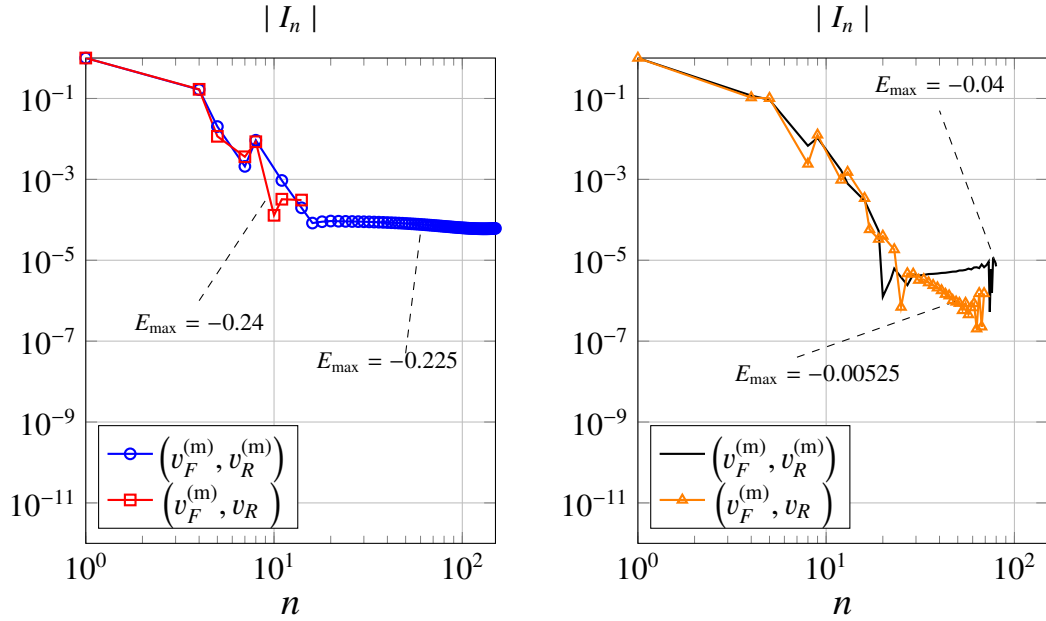 | I_n |
10^{-1}
10^{-3}
10^{-5}
10^{-7}
10^{-9}
10^{-11}
10^0
10^1
10^2
n
E_max = −0.24
E_max = −0.225
(v_F^{(m)}, v_R^{(m)})
(v_F^{(m)}, v_R)
| I_n |
10^{-1}
10^{-3}
10^{-5}
10^{-7}
10^{-9}
10^{-11}
10^0
10^1
10^2
n
E_max = −0.04
E_max = −0.00525
(v_F^{(m)}, v_R^{(m)})
(v_F^{(m)}, v_R)